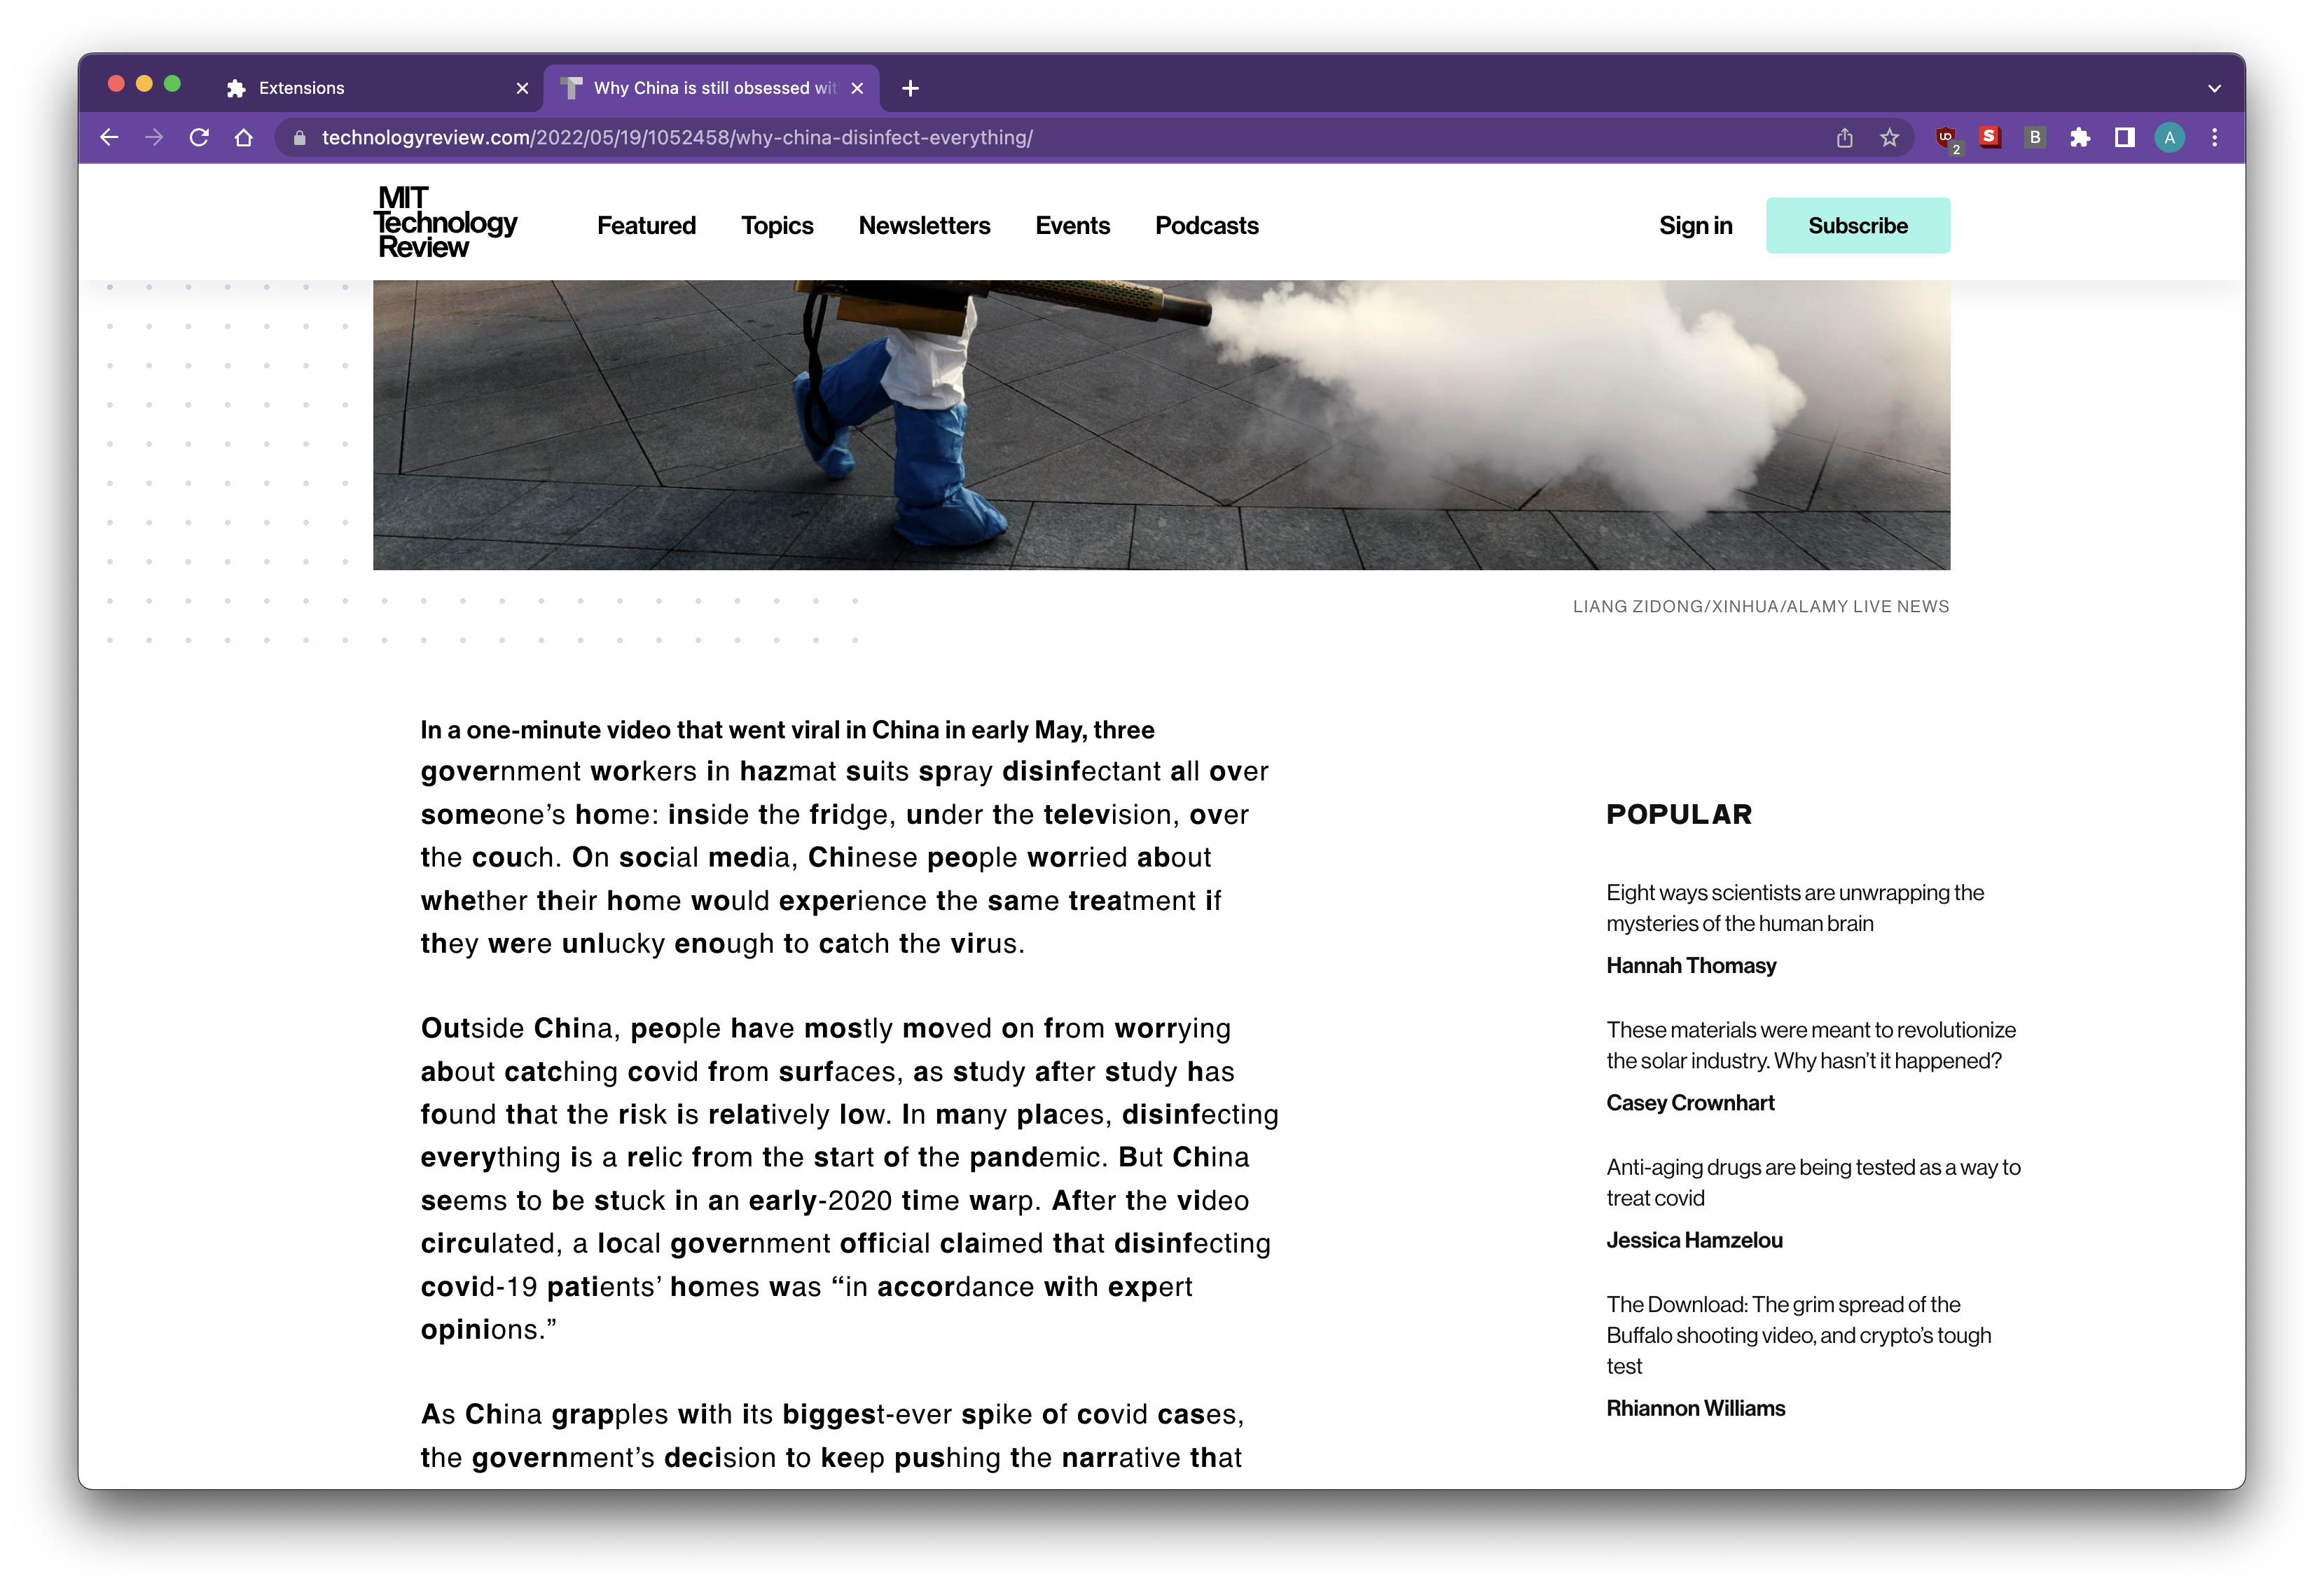 Extensions
Why China is still obsessed wit
technologyreview.com/2022/05/19/1052458/why-china-disinfect-everything/
UO
2
S
B
A
MIT
Technology
Review
Featured
Topics
Newsletters
Events
Podcasts
Sign in
Subscribe
LIANG ZIDONG/XINHUA/ALAMY LIVE NEWS
In a one-minute video that went viral in China in early May, three
government workers in hazmat suits spray disinfectant all over
someone’s home: inside the fridge, under the television, over
the couch. On social media, Chinese people worried about
whether their home would experience the same treatment if
they were unlucky enough to catch the virus.
Outside China, people have mostly moved on from worrying
about catching covid from surfaces, as study after study has
found that the risk is relatively low. In many places, disinfecting
everything is a relic from the start of the pandemic. But China
seems to be stuck in an early-2020 time warp. After the video
circulated, a local government official claimed that disinfecting
covid-19 patients’ homes was “in accordance with expert
opinions.”
As China grapples with its biggest-ever spike of covid cases,
the government’s decision to keep pushing the narrative that
POPULAR
Eight ways scientists are unwrapping the
mysteries of the human brain
Hannah Thomasy
These materials were meant to revolutionize
the solar industry. Why hasn’t it happened?
Casey Crownhart
Anti-aging drugs are being tested as a way to
treat covid
Jessica Hamzelou
The Download: The grim spread of the
Buffalo shooting video, and crypto’s tough
test
Rhiannon Williams